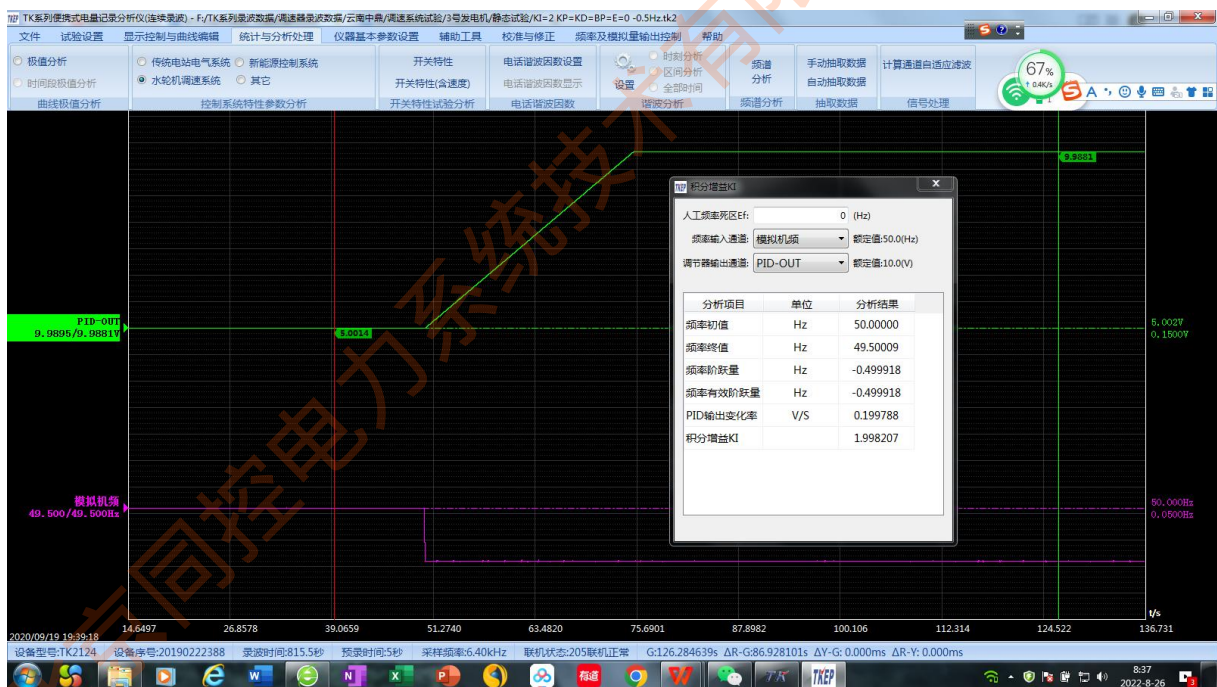 TK系列便携式电量记录分析仪(连续录波) - F:/TK系列录波数据/调速器录波数据/云南中鼎/调速系统试验/3号发电机/静态试验/KI=2 KP=KD=BP=E=0 -0.5Hz.tk2
文件 试验设置 显示控制与曲线编辑 统计与分析处理 仪器基本参数设置 辅助工具 校准与修正 频率及模拟量输出控制 帮助
极值分析 传统电站电气系统 新能源控制系统 开关特性 电话谐波因数设置 时刻分析 频谱 手动抽取数据 计算通道自适应滤波
区间分析
67%
时间段极值分析 水轮机调速系统 其它 开关特性(含速度) 电话谐波因数显示 设置 全部时间 分析 自动抽取数据
↑ 0.4K/s
曲线极值分析 控制系统特性参数分析 开关特性试验分析 电话谐波因数 谐波分析 频谱分析 抽取数据 信号处理
9.9881
积分增益KI
人工频率死区Ef: 0 (Hz)
频率输入通道: 模拟机频 额定值:50.0(Hz)
调节器输出通道: PID-OUT 额定值:10.0(V)
分析项目 单位 分析结果
频率初值 Hz 50.00000
频率终值 Hz 49.50009
频率阶跃量 Hz -0.499918
频率有效阶跃量 Hz -0.499918
PID输出变化率 V/S 0.199788
积分增益KI 1.998207
PID-OUT
9.9895/9.9881V
5.0014
5.002V
0.1500V
模拟机频
49.500/49.500Hz
50.000Hz
0.0500Hz
t/s
14.6497 26.8578 39.0659 51.2740 63.4820 75.6901 87.8982 100.106 112.314 124.522 136.731
2020/09/19 19:39:18
设备型号:TK2124 设备序号:20190222388 录波时间:815.5秒 预录时间:5秒 采样频率:6.40kHz 联机状态:205联机正常 G:126.284639s ΔR-G:86.928101s ΔY-G: 0.000ms ΔR-Y: 0.000ms
有道 TK TKEP
8:37
2022-8-26
京同控电力系统技术有限